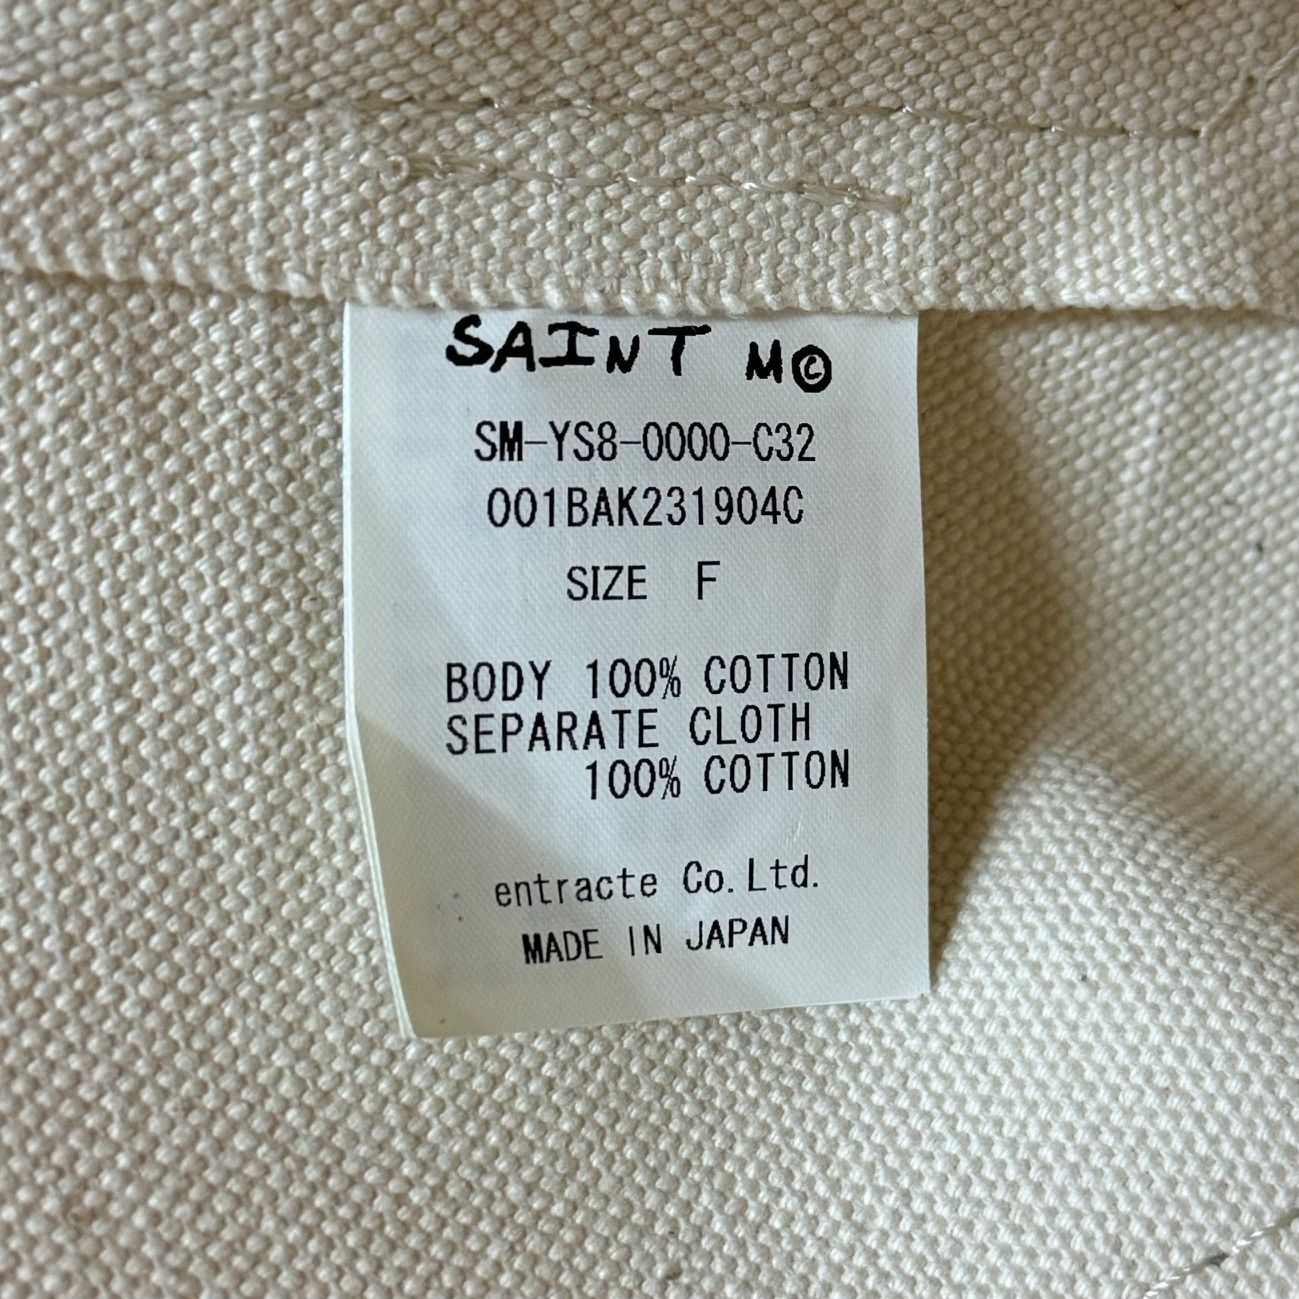 SAINT M©
SM-YS8-0000-C32
001BAK231904C
SIZE F
BODY 100% COTTON
SEPARATE CLOTH
100% COTTON
entracte Co.Ltd.
MADE IN JAPAN